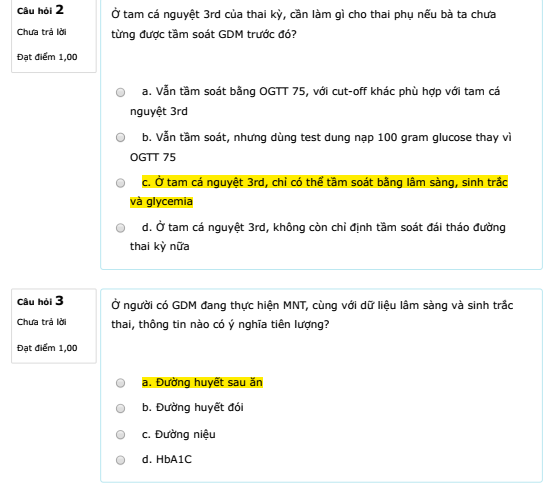 Câu hỏi 2
Chưa trả lời
Đạt điểm 1,00
Ở tam cá nguyệt 3rd của thai kỳ, cần làm gì cho thai phụ nếu bà ta chưa
từng được tầm soát GDM trước đó?
a. Vẫn tầm soát bằng OGTT 75, với cut-off khác phù hợp với tam cá
nguyệt 3rd
b. Vẫn tầm soát, nhưng dùng test dung nạp 100 gram glucose thay vì
OGTT 75
c. Ở tam cá nguyệt 3rd, chỉ có thể tầm soát bằng lâm sàng, sinh trắc
và glycemia
d. Ở tam cá nguyệt 3rd, không còn chỉ định tầm soát đái tháo đường
thai kỳ nữa
Câu hỏi 3
Chưa trả lời
Đạt điểm 1,00
Ở người có GDM đang thực hiện MNT, cùng với dữ liệu lâm sàng và sinh trắc
thai, thông tin nào có ý nghĩa tiên lượng?
a. Đường huyết sau ăn
b. Đường huyết đói
c. Đường niệu
d. HbA1C